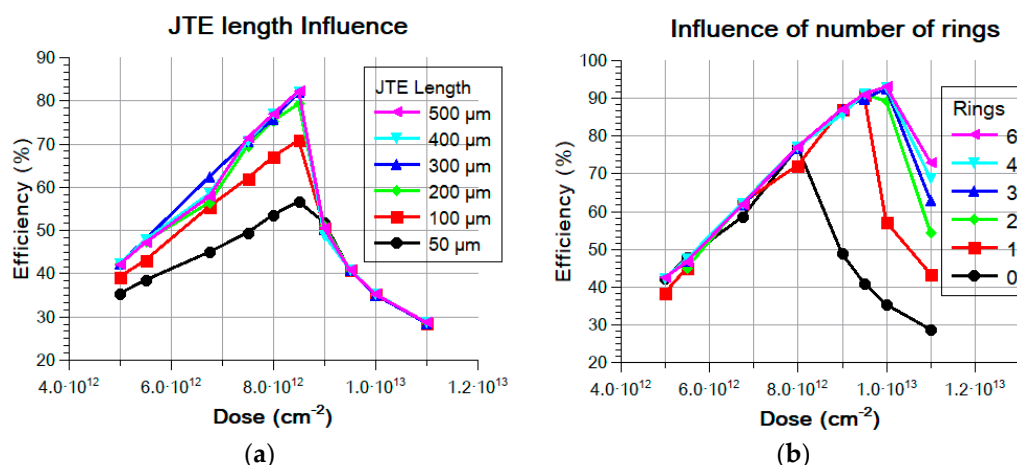 JTE length Influence
Efficiency (%)
90
80
70
60
50
40
30
20
JTE Length
500 µm
400 µm
300 µm
200 µm
100 µm
50 µm
4.0·10¹²
6.0·10¹²
8.0·10¹²
1.0·10¹³
1.2·10¹³
Dose (cm⁻²)
(a)
Influence of number of rings
Efficiency (%)
100
90
80
70
60
50
40
30
20
Rings
6
4
3
2
1
0
4.0·10¹²
6.0·10¹²
8.0·10¹²
1.0·10¹³
1.2·10¹³
Dose (cm⁻²)
(b)